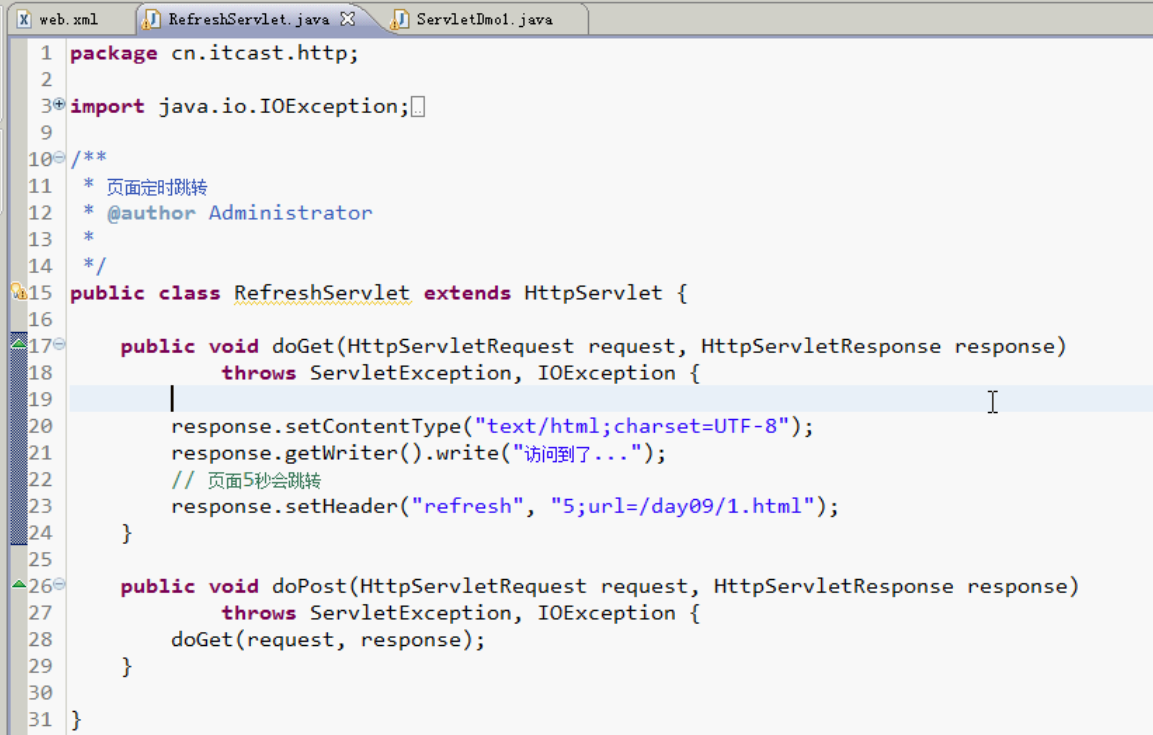 web.xml RefreshServlet.java ServletDmo1.java
1 package cn.itcast.http;
2
3 import java.io.IOException;
9
10 /**
11  * 页面定时跳转
12  * @author Administrator
13  *
14  */
15 public class RefreshServlet extends HttpServlet {
16
17     public void doGet(HttpServletRequest request, HttpServletResponse response)
18             throws ServletException, IOException {
19
20         response.setContentType("text/html;charset=UTF-8");
21         response.getWriter().write("访问到了...");
22         // 页面5秒会跳转
23         response.setHeader("refresh", "5;url=/day09/1.html");
24     }
25
26     public void doPost(HttpServletRequest request, HttpServletResponse response)
27             throws ServletException, IOException {
28         doGet(request, response);
29     }
30
31 }